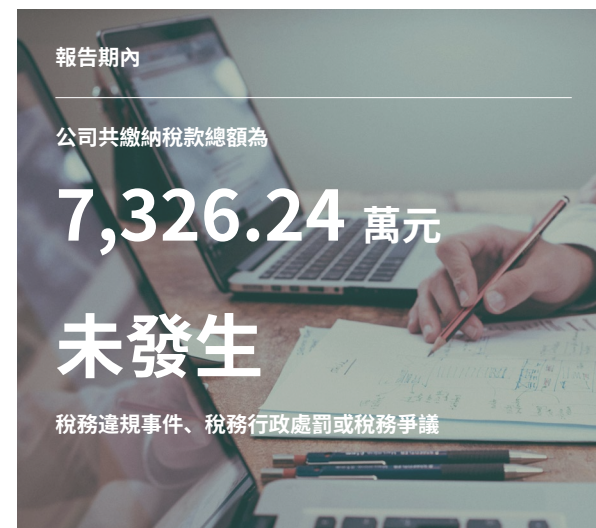 報告期內
公司共繳納稅款總額為
7,326.24 萬元
未發生
稅務違規事件、稅務行政處罰或稅務爭議